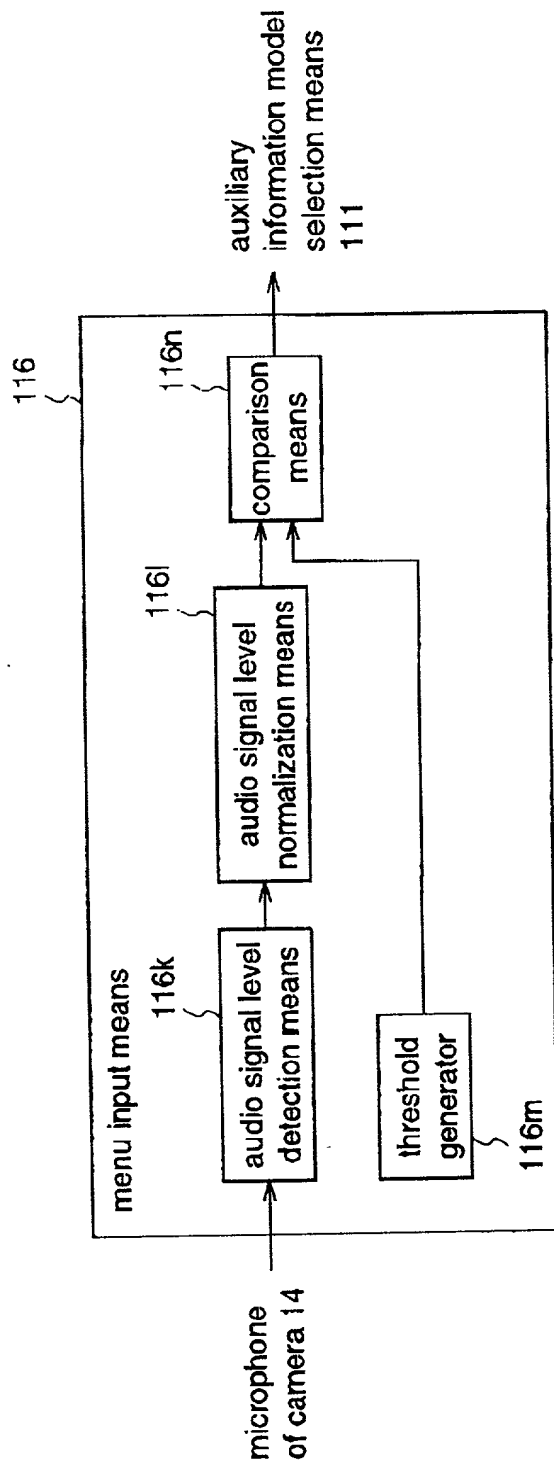 116
menu input means
microphone
of camera 14
116k
audio signal level
detection means
116l
audio signal level
normalization means
116n
comparison
means
threshold
generator
116m
auxiliary
information model
selection means
111